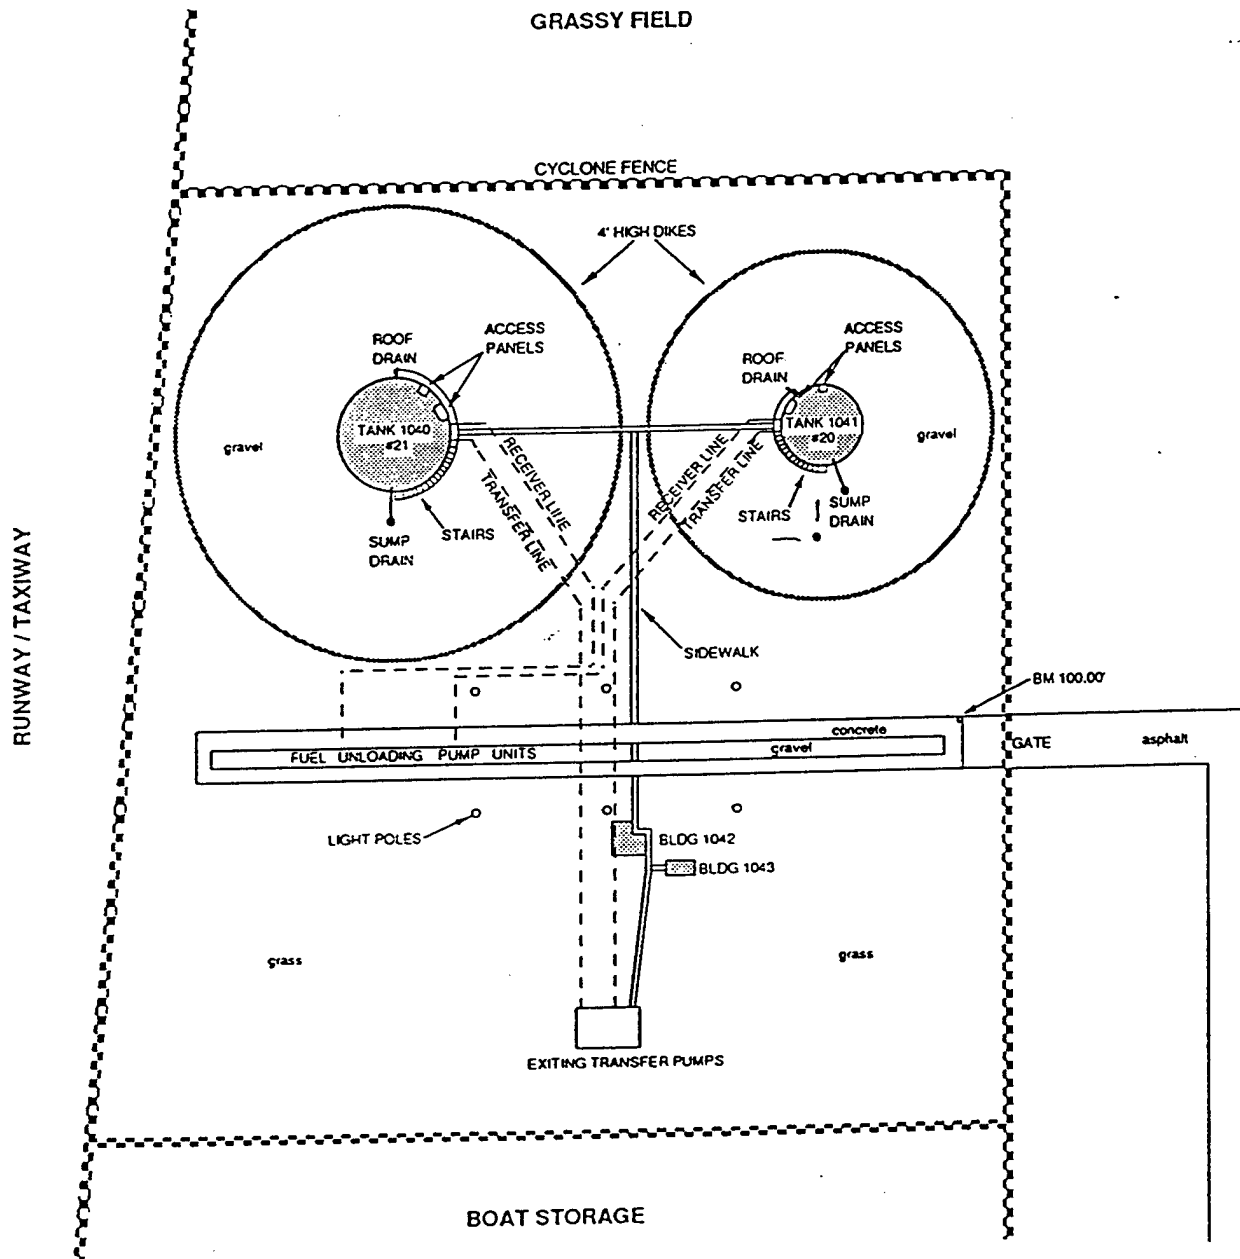 GRASSY FIELD
CYCLONE FENCE
4' HIGH DIKES
ROOF
DRAIN
ACCESS
PANELS
ACCESS
PANELS
ROOF
DRAIN
TANK 1040
#21
TANK 1041
#20
gravel
gravel
RECEIVER LINE
TRANSFER LINE
RECEIVER LINE
TRANSFER LINE
STAIRS
SUMP
DRAIN
STAIRS
SUMP
DRAIN
RUNWAY / TAXIWAY
SIDEWALK
BM 100.00'
concrete
FUEL UNLOADING PUMP UNITS
gravel
GATE
asphalt
LIGHT POLES
BLDG 1042
BLDG 1043
grass
grass
EXITING TRANSFER PUMPS
BOAT STORAGE